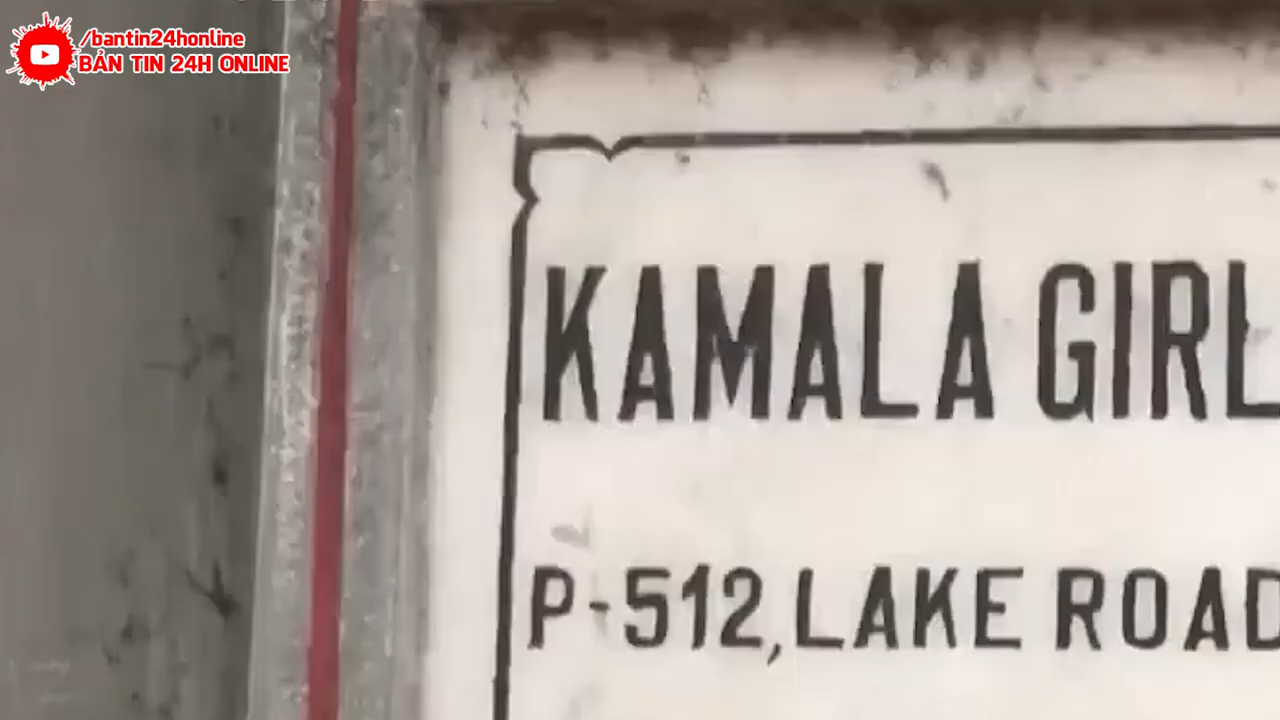 /bantin24honline
BẢN TIN 24H ONLINE
KAMALA GIRL
P-512, LAKE ROAD